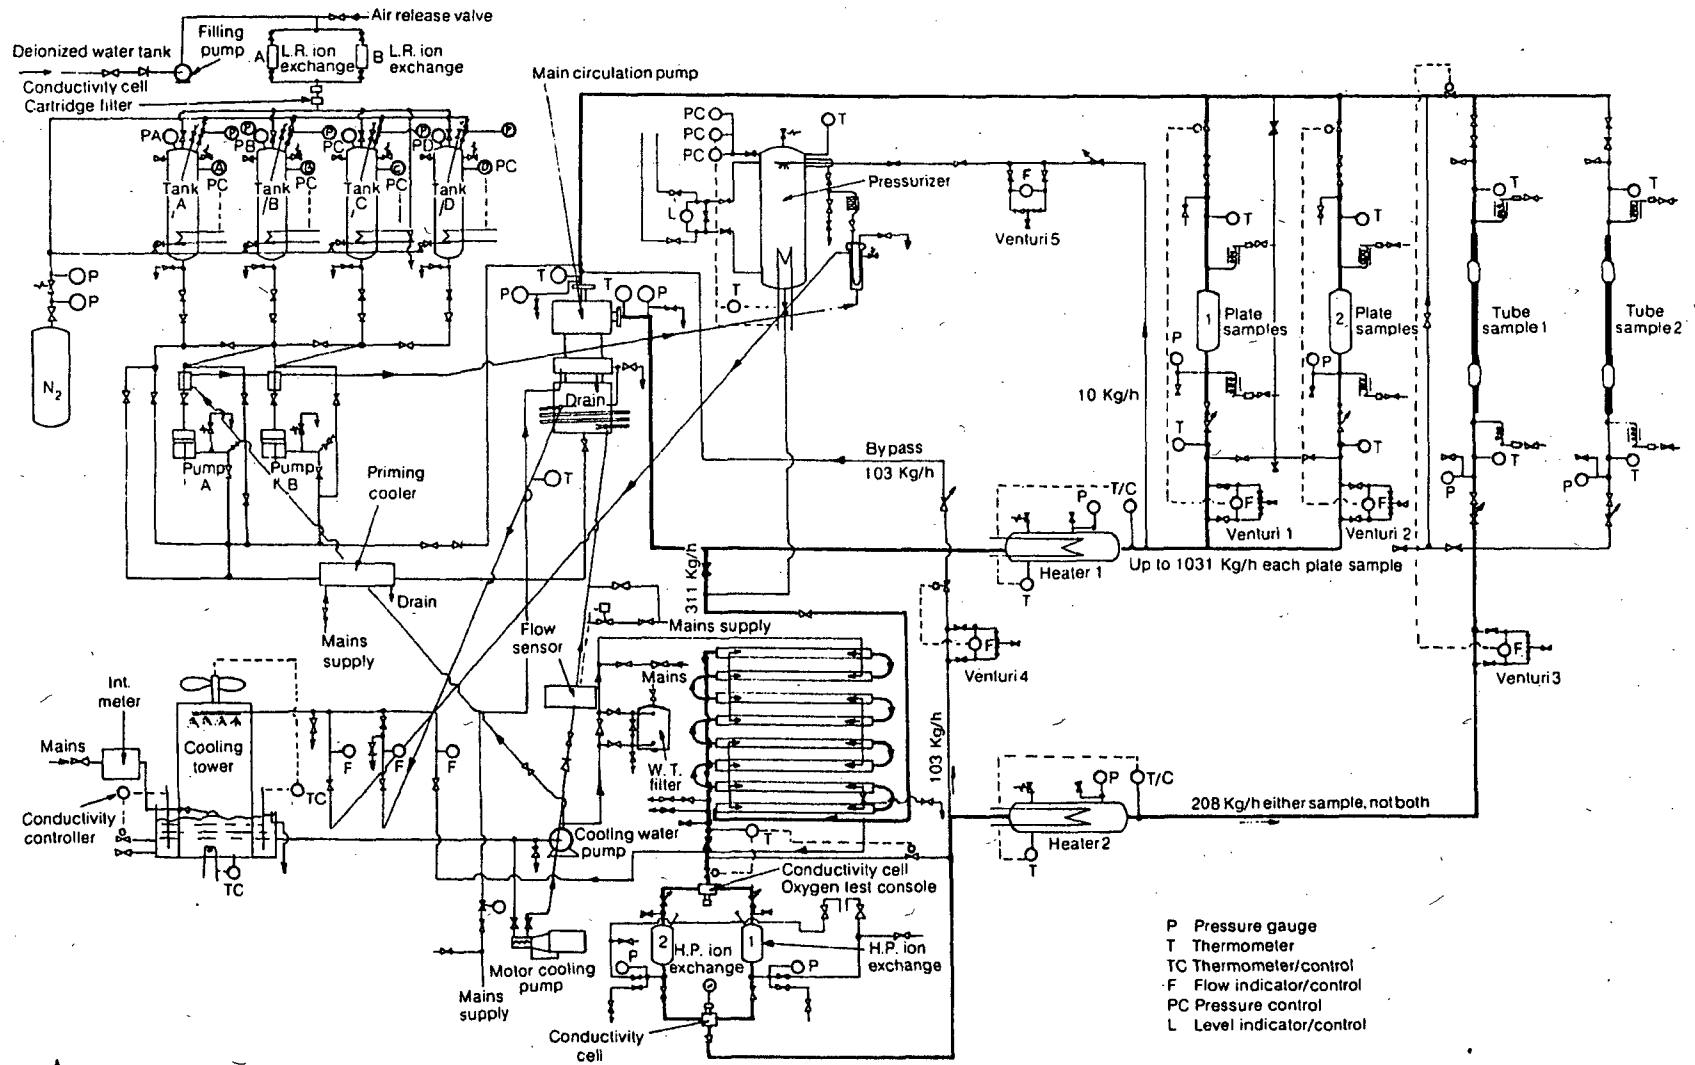 Air release valve
Filling
pump
Deionized water tank
A
L.R. ion
exchange
B
L.R. ion
exchange
Conductivity cell
Cartridge filter
Main circulation pump
PA
P
PB
P
PC
P
PD
P
A
PC
B
PC
C
PC
D
PC
Tank
A
Tank
B
Tank
C
Tank
D
P
P
N2
PC
PC
PC
T
Pressurizer
L
T
F
Venturi 5
T
P
T
P
Drain
Pump
A
Pump
B
Priming
cooler
T
Drain
Mains
supply
Flow
sensor
Mains supply
Mains
W.T.
filter
Bypass
103 Kg/h
311 Kg/h
10 Kg/h
T
T
1
Plate
samples
2
Plate
samples
P
P
T
T
F
F
Venturi 1
Venturi 2
T
T
Tube
sample 1
Tube
sample 2
T
T
P
P
P
T/C
Heater 1
T
Up to 1031 Kg/h each plate sample
F
Venturi 4
F
Venturi 3
103 Kg/h
P
T/C
Heater 2
T
208 Kg/h either sample, not both
Int.
meter
Mains
Cooling
tower
Conductivity
controller
TC
TC
F
F
F
Cooling water
pump
T
Conductivity cell
Oxygen test console
Motor cooling
pump
Mains
supply
2
1
H.P. ion
exchange
H.P. ion
exchange
P
P
Conductivity
cell
P Pressure gauge
T Thermometer
TC Thermometer/control
F Flow indicator/control
PC Pressure control
L Level indicator/control